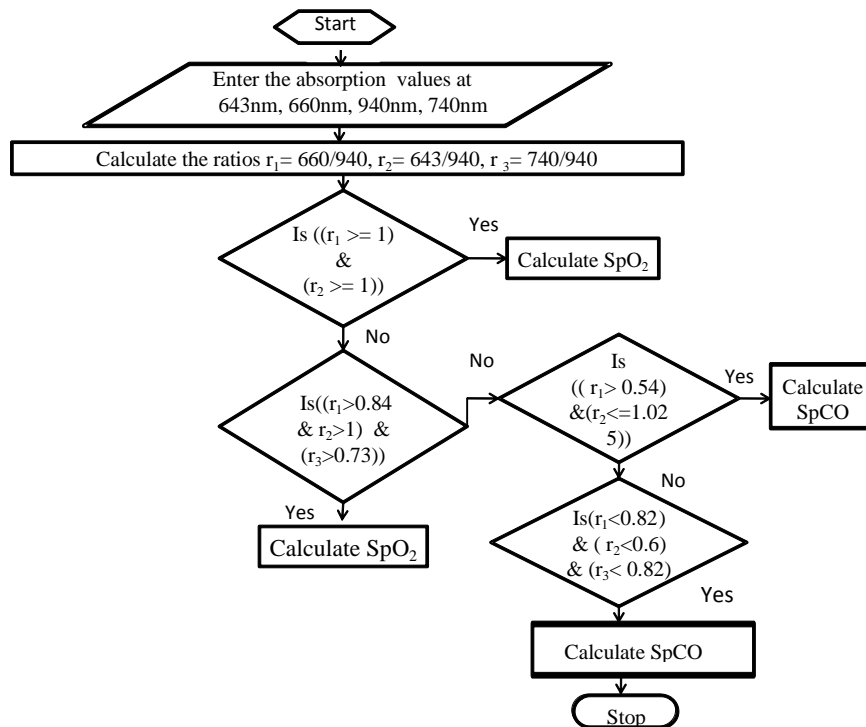 Start
Enter the absorption values at
643nm, 660nm, 940nm, 740nm
Calculate the ratios r₁= 660/940, r₂= 643/940, r ₃= 740/940
Is ((r₁ >= 1)
&
(r₂ >= 1))
Yes
Calculate SpO₂
No
Is((r₁>0.84
& r₂>1) &
(r₃>0.73))
No
Is
(( r₁> 0.54)
&(r₂<=1.02
5))
Yes
Calculate
SpCO
Yes
Calculate SpO₂
No
Is(r₁<0.82)
& ( r₂<0.6)
& (r₃< 0.82)
Yes
Calculate SpCO
Stop